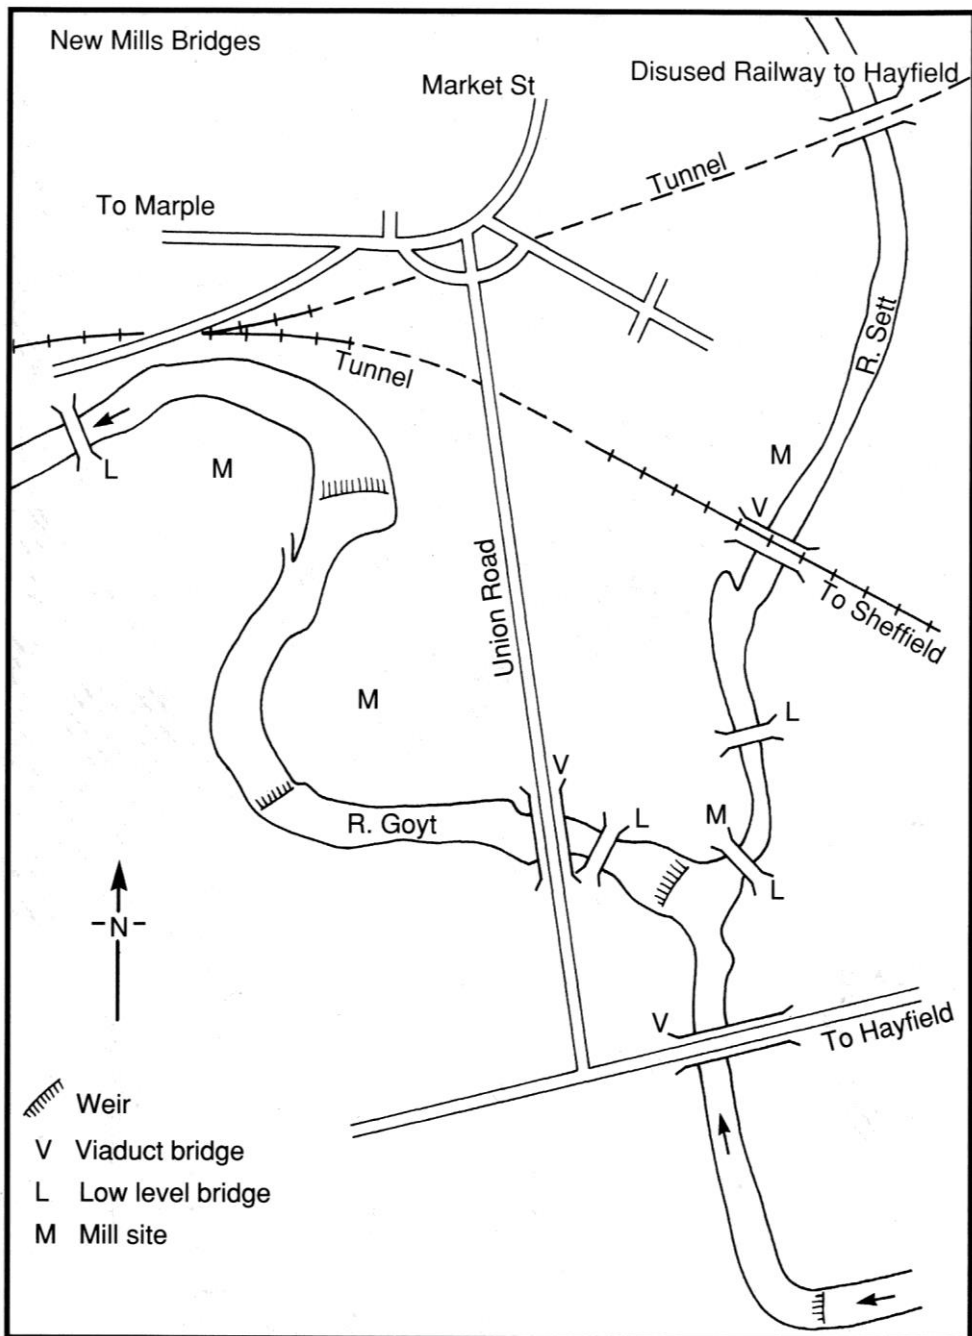 New Mills Bridges
Market St
Disused Railway to Hayfield
Tunnel
To Marple
R. Sett
Tunnel
L
M
M
V
Union Road
To Sheffield
M
L
V
L
M
R. Goyt
L
N
V
To Hayfield
Weir
V Viaduct bridge
L Low level bridge
M Mill site